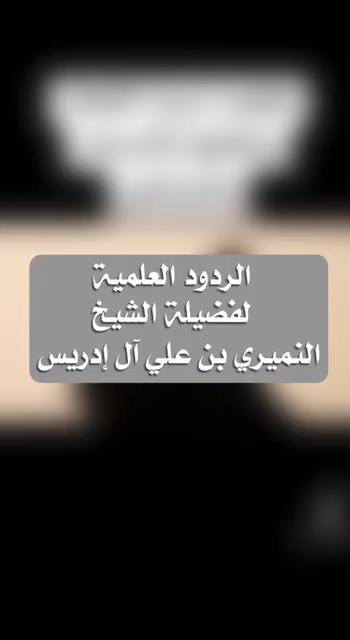 الردود العلمية
لفضيلة الشيخ
النميري بن علي آل إدريس